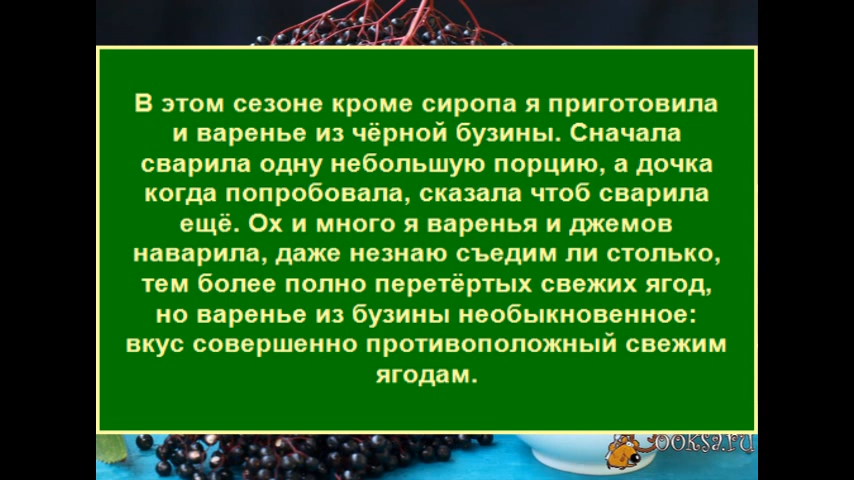 В этом сезоне кроме сиропа я приготовила
и варенье из чёрной бузины. Сначала
сварила одну небольшую порцию, а дочка
когда попробовала, сказала чтоб сварила
ещё. Ох и много я варенья и джемов
наварила, даже незнаю съедим ли столько,
тем более полно перетёртых свежих ягод,
но варенье из бузины необыкновенное:
вкус совершенно противоположный свежим
ягодам.
Cooksa.ru